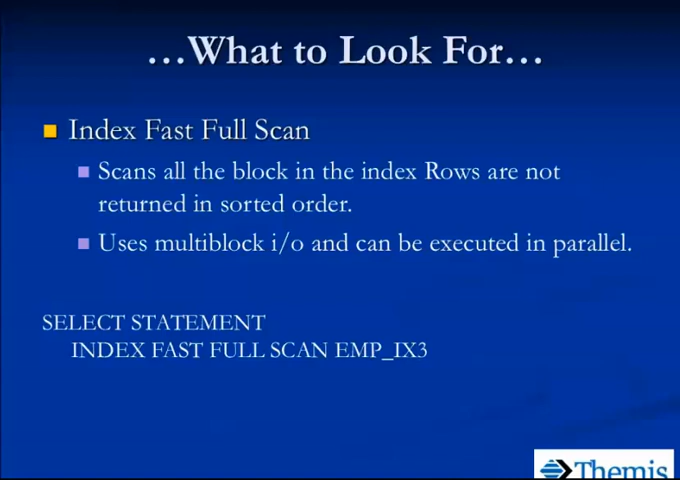 …What to Look For…
Index Fast Full Scan
Scans all the block in the index Rows are not
returned in sorted order.
Uses multiblock i/o and can be executed in parallel.
SELECT STATEMENT
INDEX FAST FULL SCAN EMP_IX3
Themis